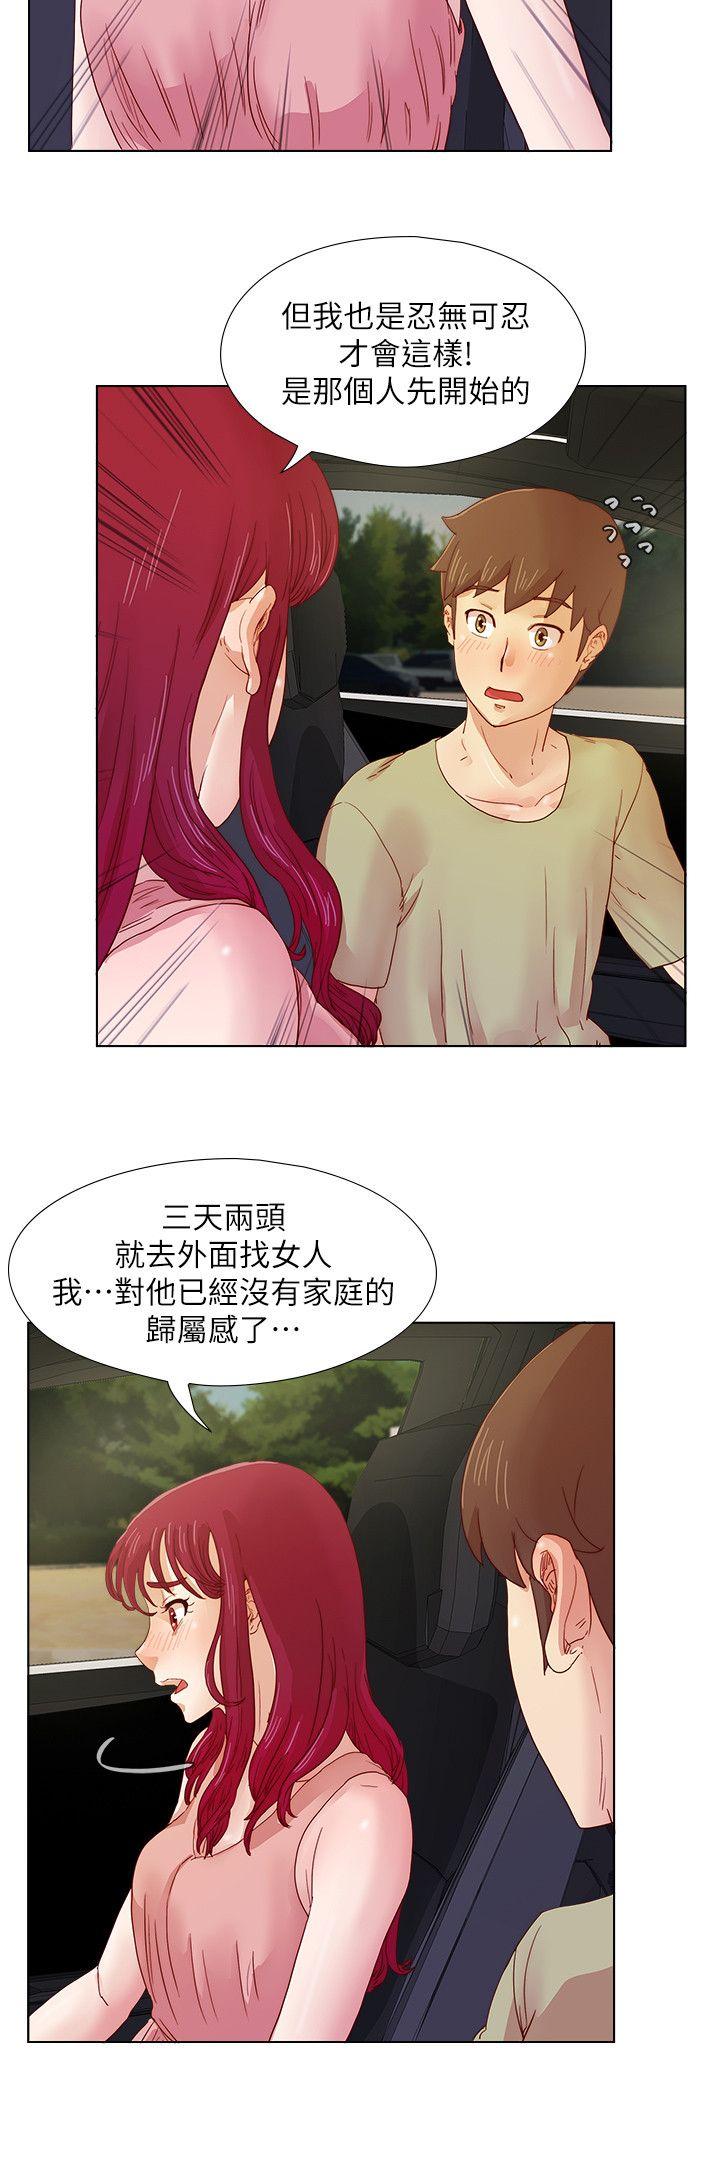 但我也是忍無可忍
才會這樣!
是那個人先開始的
三天兩頭
就去外面找女人
我⋯對他已經沒有家庭的
歸屬感了⋯